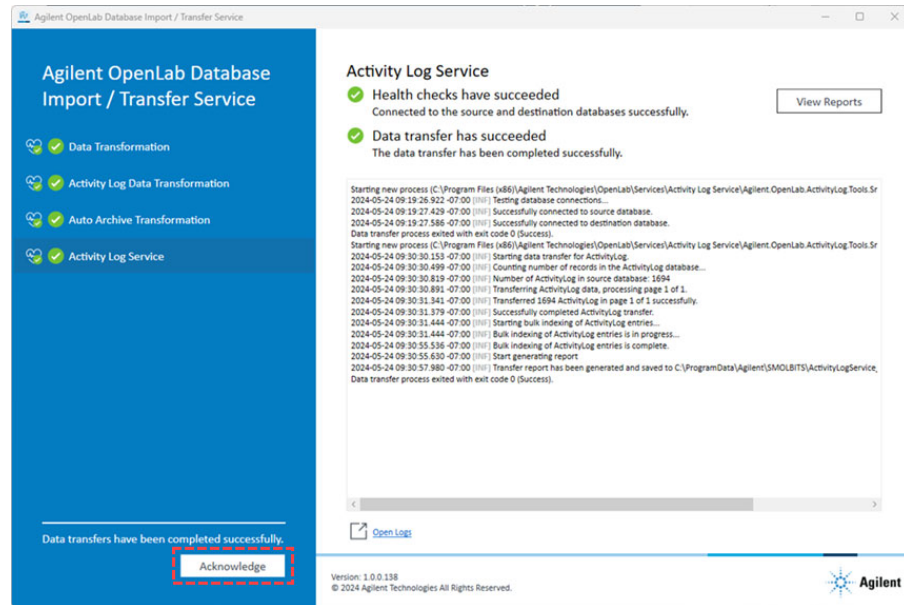 Agilent OpenLab Database Import / Transfer Service
Agilent OpenLab Database
Import / Transfer Service
Data Transformation
Activity Log Data Transformation
Auto Archive Transformation
Activity Log Service
Data transfers have been completed successfully.
Acknowledge
Activity Log Service
Health checks have succeeded
Connected to the source and destination databases successfully.
View Reports
Data transfer has succeeded
The data transfer has been completed successfully.
Starting new process (C:\Program Files (x86)\Agilent Technologies\OpenLab\Services\Activity Log Service\Agilent.OpenLab.ActivityLog.Tools.Sr
2024-05-24 09:19:26.922 -07:00 [INF] Testing database connections...
2024-05-24 09:19:27.429 -07:00 [INF] Successfully connected to source database.
2024-05-24 09:19:27.586 -07:00 [INF] Successfully connected to destination database.
Data transfer process exited with exit code 0 (Success).
Starting new process (C:\Program Files (x86)\Agilent Technologies\OpenLab\Services\Activity Log Service\Agilent.OpenLab.ActivityLog.Tools.Sr
2024-05-24 09:30:30.153 -07:00 [INF] Starting data transfer for ActivityLog.
2024-05-24 09:30:30.499 -07:00 [INF] Counting number of records in the ActivityLog database...
2024-05-24 09:30:30.819 -07:00 [INF] Number of ActivityLog in source database: 1694
2024-05-24 09:30:30.891 -07:00 [INF] Transferring ActivityLog data, processing page 1 of 1.
2024-05-24 09:30:31.341 -07:00 [INF] Transferred 1694 ActivityLog in page 1 of 1 successfully.
2024-05-24 09:30:31.379 -07:00 [INF] Successfully completed ActivityLog transfer.
2024-05-24 09:30:31.444 -07:00 [INF] Starting bulk indexing of ActivityLog entries...
2024-05-24 09:30:31.444 -07:00 [INF] Bulk indexing of ActivityLog entries is in progress...
2024-05-24 09:30:55.536 -07:00 [INF] Bulk indexing of ActivityLog entries is complete.
2024-05-24 09:30:55.630 -07:00 [INF] Start generating report
2024-05-24 09:30:57.980 -07:00 [INF] Transfer report has been generated and saved to C:\ProgramData\Agilent\SMOLBITS\ActivityLogService_
Data transfer process exited with exit code 0 (Success).
Open Logs
Version: 1.0.0.138
© 2024 Agilent Technologies All Rights Reserved.
Agilent